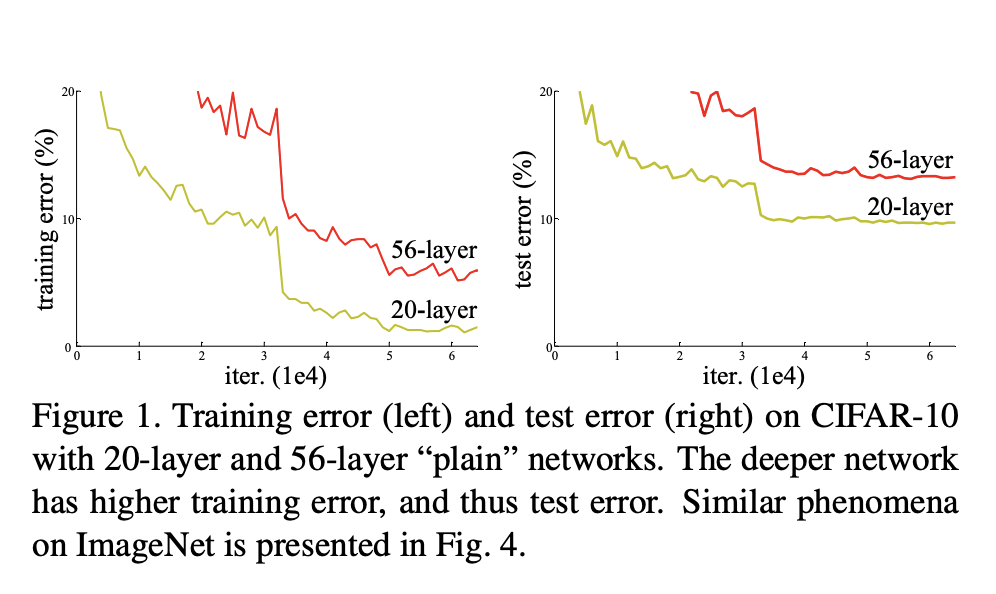 20
10
0
training error (%)
0 1 2 3 4 5 6
iter. (1e4)
56-layer
20-layer
20
10
0
test error (%)
0 1 2 3 4 5 6
iter. (1e4)
56-layer
20-layer
Figure 1. Training error (left) and test error (right) on CIFAR-10
with 20-layer and 56-layer “plain” networks. The deeper network
has higher training error, and thus test error. Similar phenomena
on ImageNet is presented in Fig. 4.